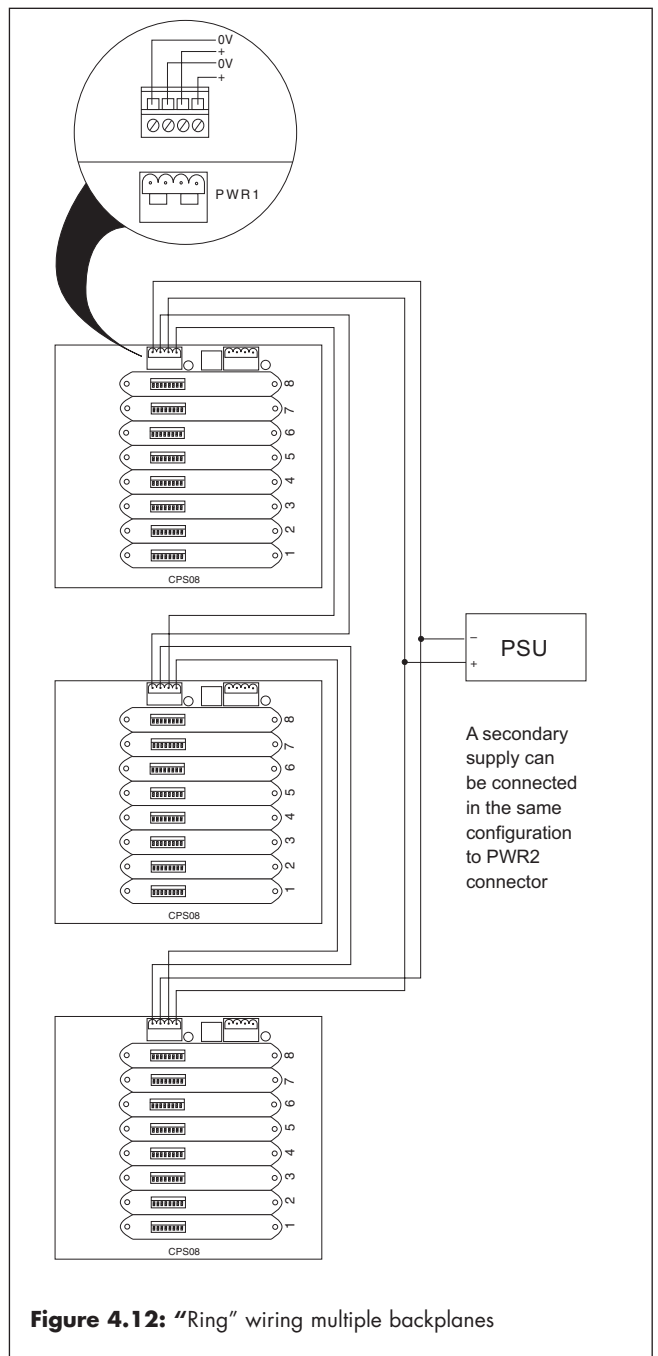 0V
+
0V
+
PWR1
8
7
6
5
4
3
2
1
CPS08
8
7
6
5
4
3
2
1
CPS08
–
+
PSU
A secondary
supply can
be connected
in the same
configuration
to PWR2
connector
8
7
6
5
4
3
2
1
CPS08
Figure 4.12: “Ring” wiring multiple backplanes